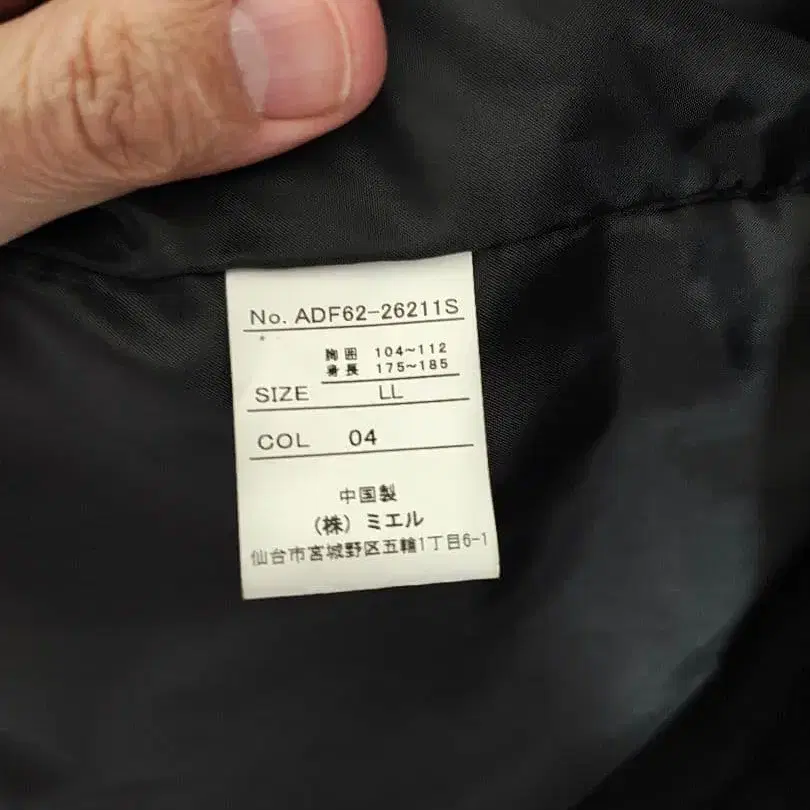 No. ADF62-26211S
胸囲 104~112
身長 175~185
SIZE LL
COL 04
中国製
(株) ミエル
仙台市宮城野区五輪1丁目6-1